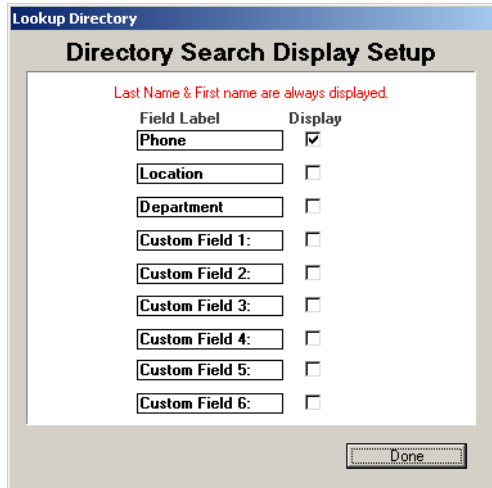 Lookup Directory
Directory Search Display Setup
Last Name & First name are always displayed.
Field Label Display
Phone
Location
Department
Custom Field 1:
Custom Field 2:
Custom Field 3:
Custom Field 4:
Custom Field 5:
Custom Field 6:
Done